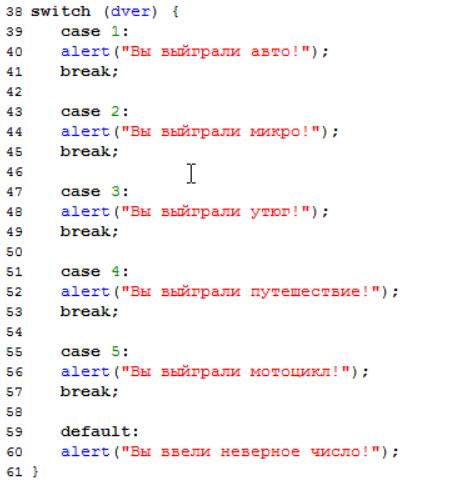 38 switch (dver) {
39 case 1:
40 alert("Вы выйграли авто!");
41 break;
42
43 case 2:
44 alert("Вы выйграли микро!");
45 break;
46
47 case 3:
48 alert("Вы выйграли утюг!");
49 break;
50
51 case 4:
52 alert("Вы выйграли путешествие!");
53 break;
54
55 case 5:
56 alert("Вы выйграли мотоцикл!");
57 break;
58
59 default:
60 alert("Вы ввели неверное число!");
61 }